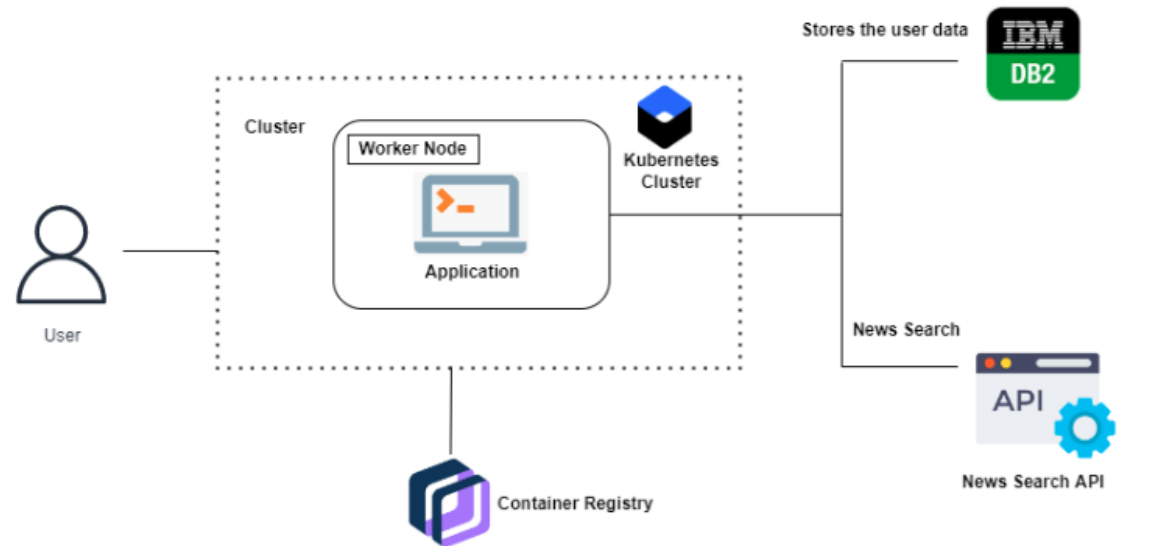 Stores the user data
IBM
DB2
Cluster
Worker Node
Kubernetes
Cluster
Application
User
News Search
API
News Search API
Container Registry